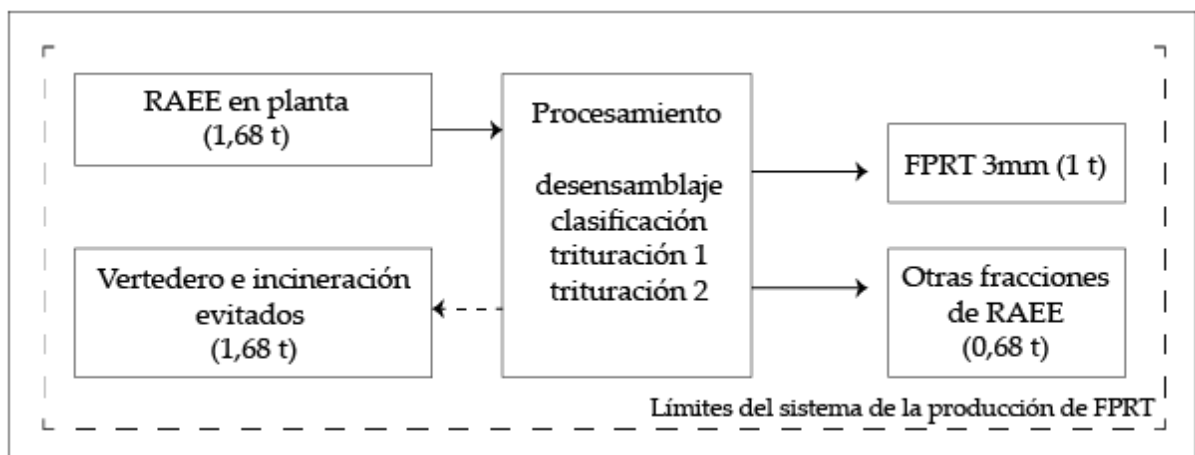 RAEE en planta
(1,68 t)
Vertedero e incineración
evitados
(1,68 t)
Procesamiento
desensamblaje
clasificación
trituración 1
trituración 2
FPRT 3mm (1 t)
Otras fracciones
de RAEE
(0,68 t)
Límites del sistema de la producción de FPRT